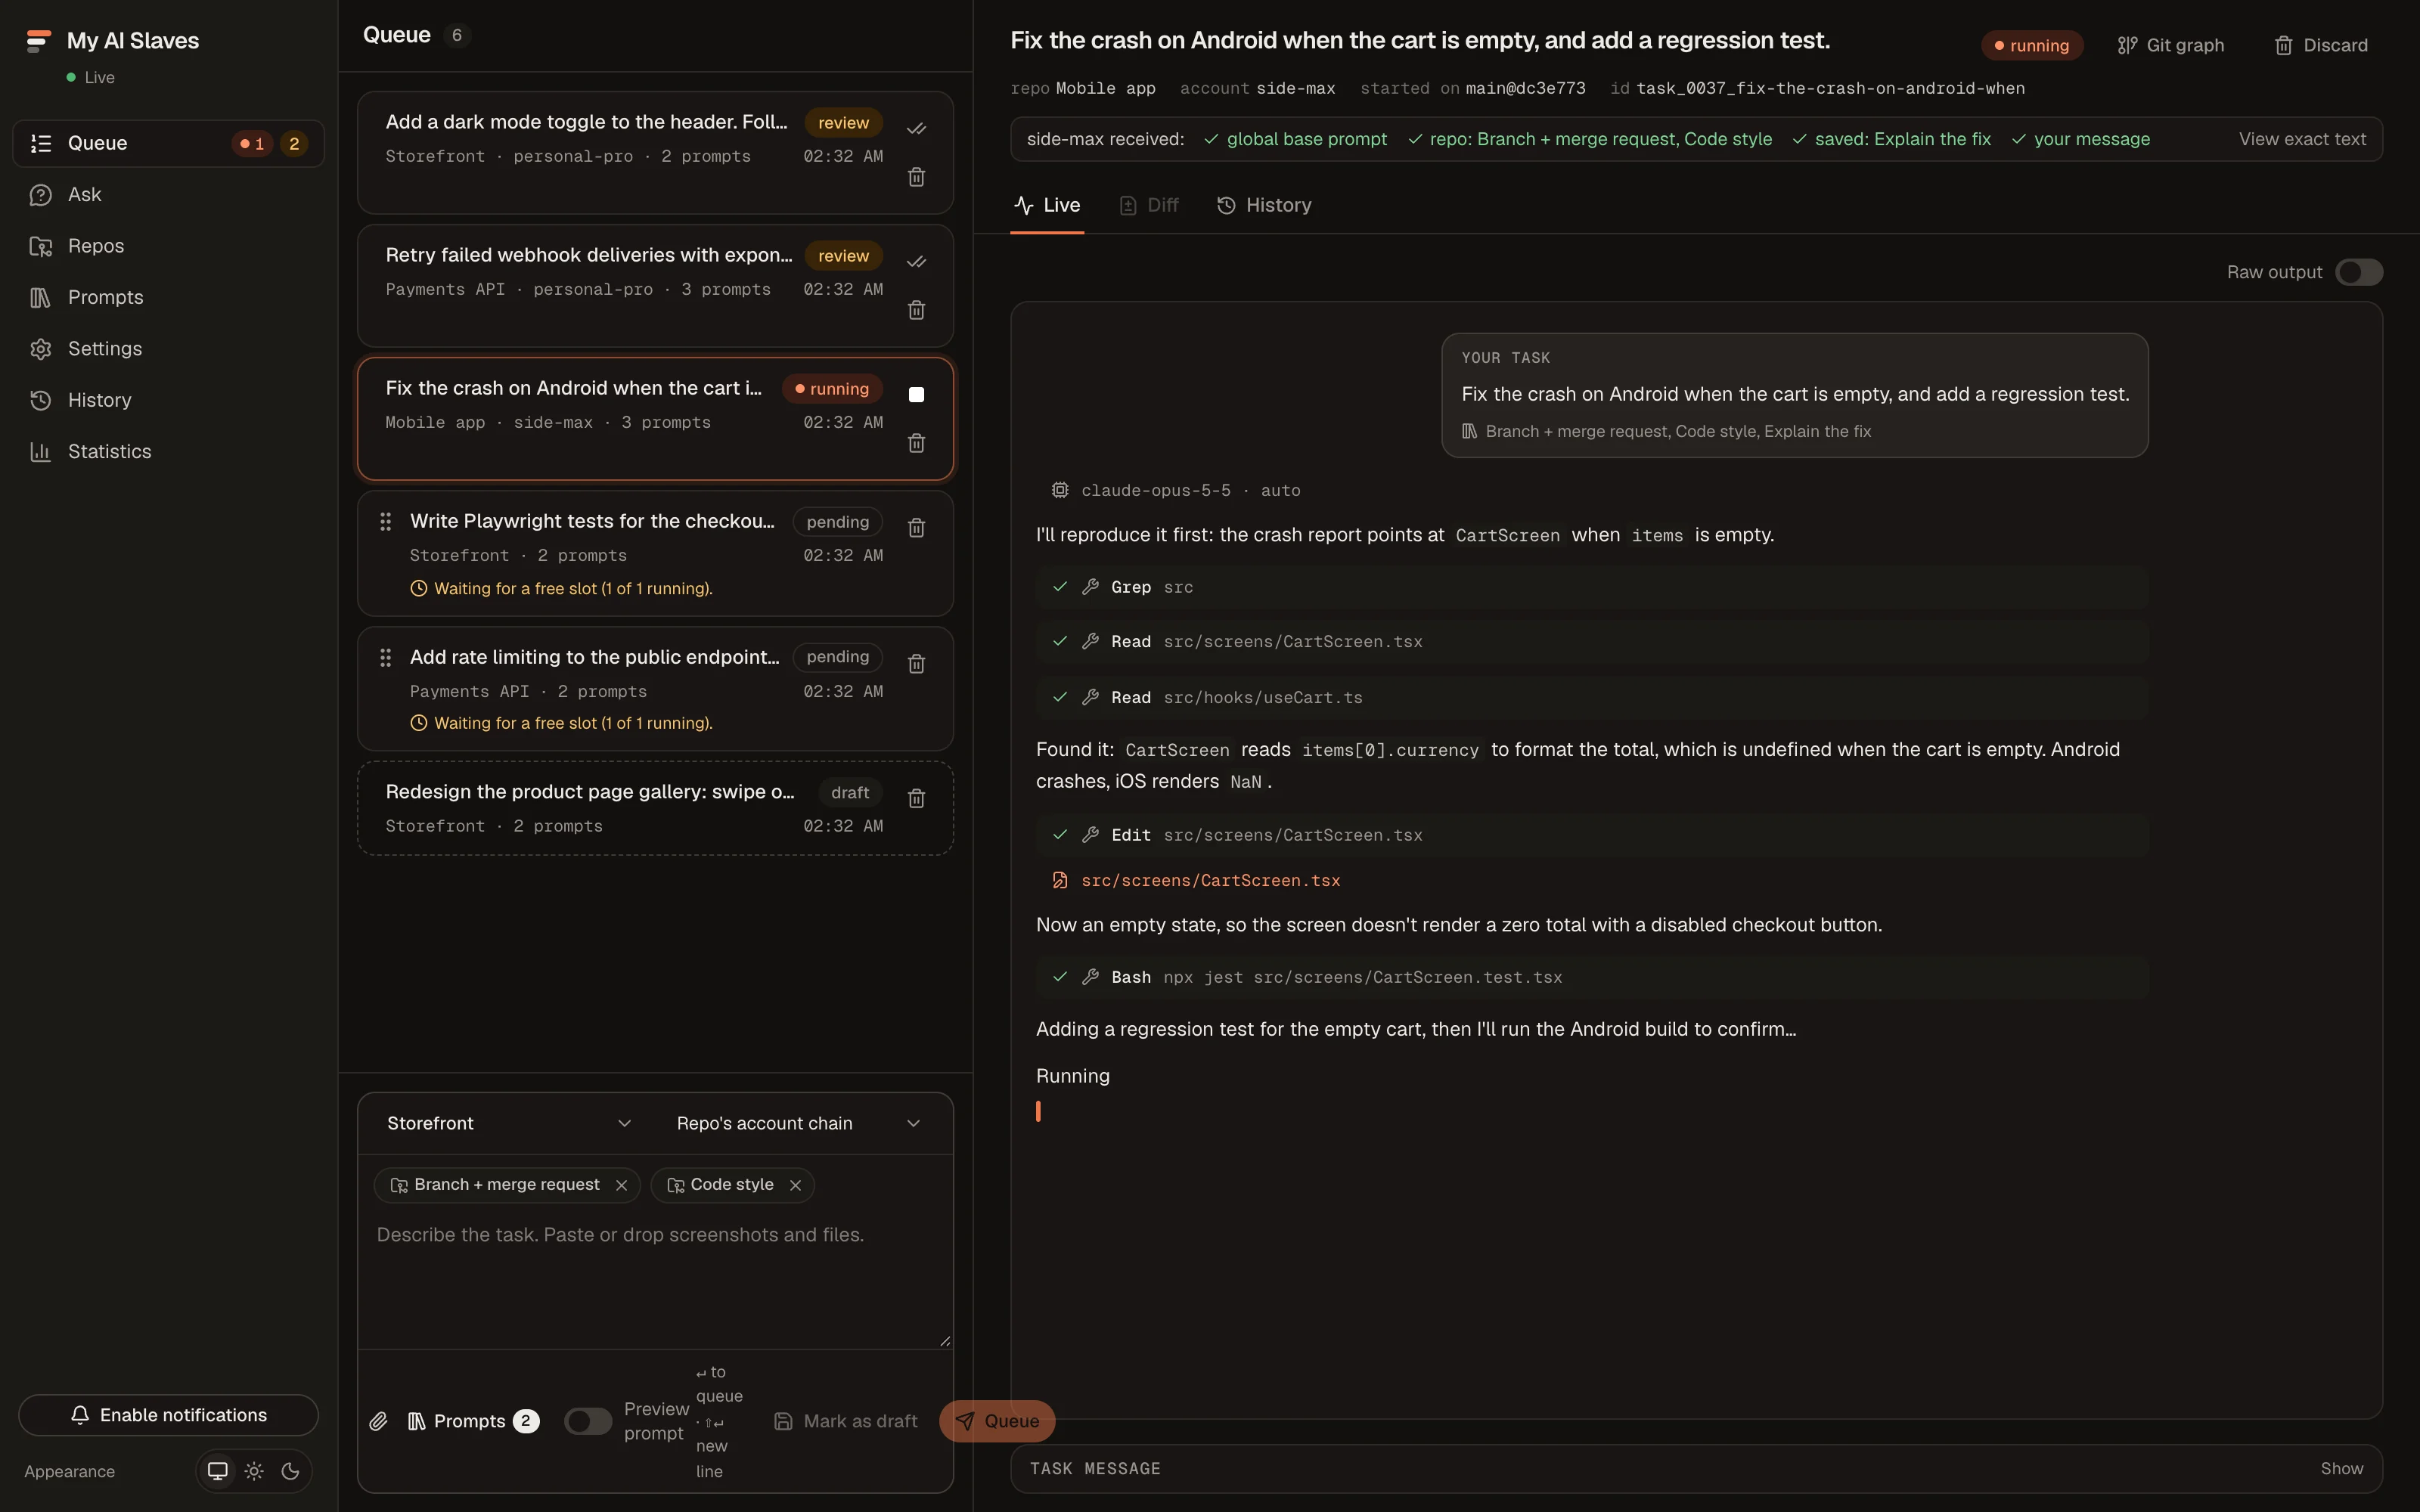 My AI Slaves
Live
Queue 1 2
Ask
Repos
Prompts
Settings
History
Statistics
Enable notifications
Appearance
Queue 6
Add a dark mode toggle to the header. Foll... review
Storefront · personal-pro · 2 prompts 02:32 AM
Retry failed webhook deliveries with expon... review
Payments API · personal-pro · 3 prompts 02:32 AM
Fix the crash on Android when the cart i... running
Mobile app · side-max · 3 prompts 02:32 AM
Write Playwright tests for the checkou... pending
Storefront · 2 prompts 02:32 AM
Waiting for a free slot (1 of 1 running).
Add rate limiting to the public endpoint... pending
Payments API · 2 prompts 02:32 AM
Waiting for a free slot (1 of 1 running).
Redesign the product page gallery: swipe o... draft
Storefront · 2 prompts 02:32 AM
Storefront Repo's account chain
Branch + merge request Code style
Describe the task. Paste or drop screenshots and files.
Prompts 2
Preview
prompt
↵ to
queue
· ⇧↵
new
line
Mark as draft
Queue
Fix the crash on Android when the cart is empty, and add a regression test.
running Git graph Discard
repo Mobile app account side-max started on main@dc3e773 id task_0037_fix-the-crash-on-android-when
side-max received: global base prompt repo: Branch + merge request, Code style saved: Explain the fix your message View exact text
Live Diff History
Raw output
YOUR TASK
Fix the crash on Android when the cart is empty, and add a regression test.
Branch + merge request, Code style, Explain the fix
claude-opus-5-5 · auto
I'll reproduce it first: the crash report points at CartScreen when items is empty.
Grep src
Read src/screens/CartScreen.tsx
Read src/hooks/useCart.ts
Found it: CartScreen reads items[0].currency to format the total, which is undefined when the cart is empty. Android
crashes, iOS renders NaN.
Edit src/screens/CartScreen.tsx
src/screens/CartScreen.tsx
Now an empty state, so the screen doesn't render a zero total with a disabled checkout button.
Bash npx jest src/screens/CartScreen.test.tsx
Adding a regression test for the empty cart, then I'll run the Android build to confirm...
Running
TASK MESSAGE Show